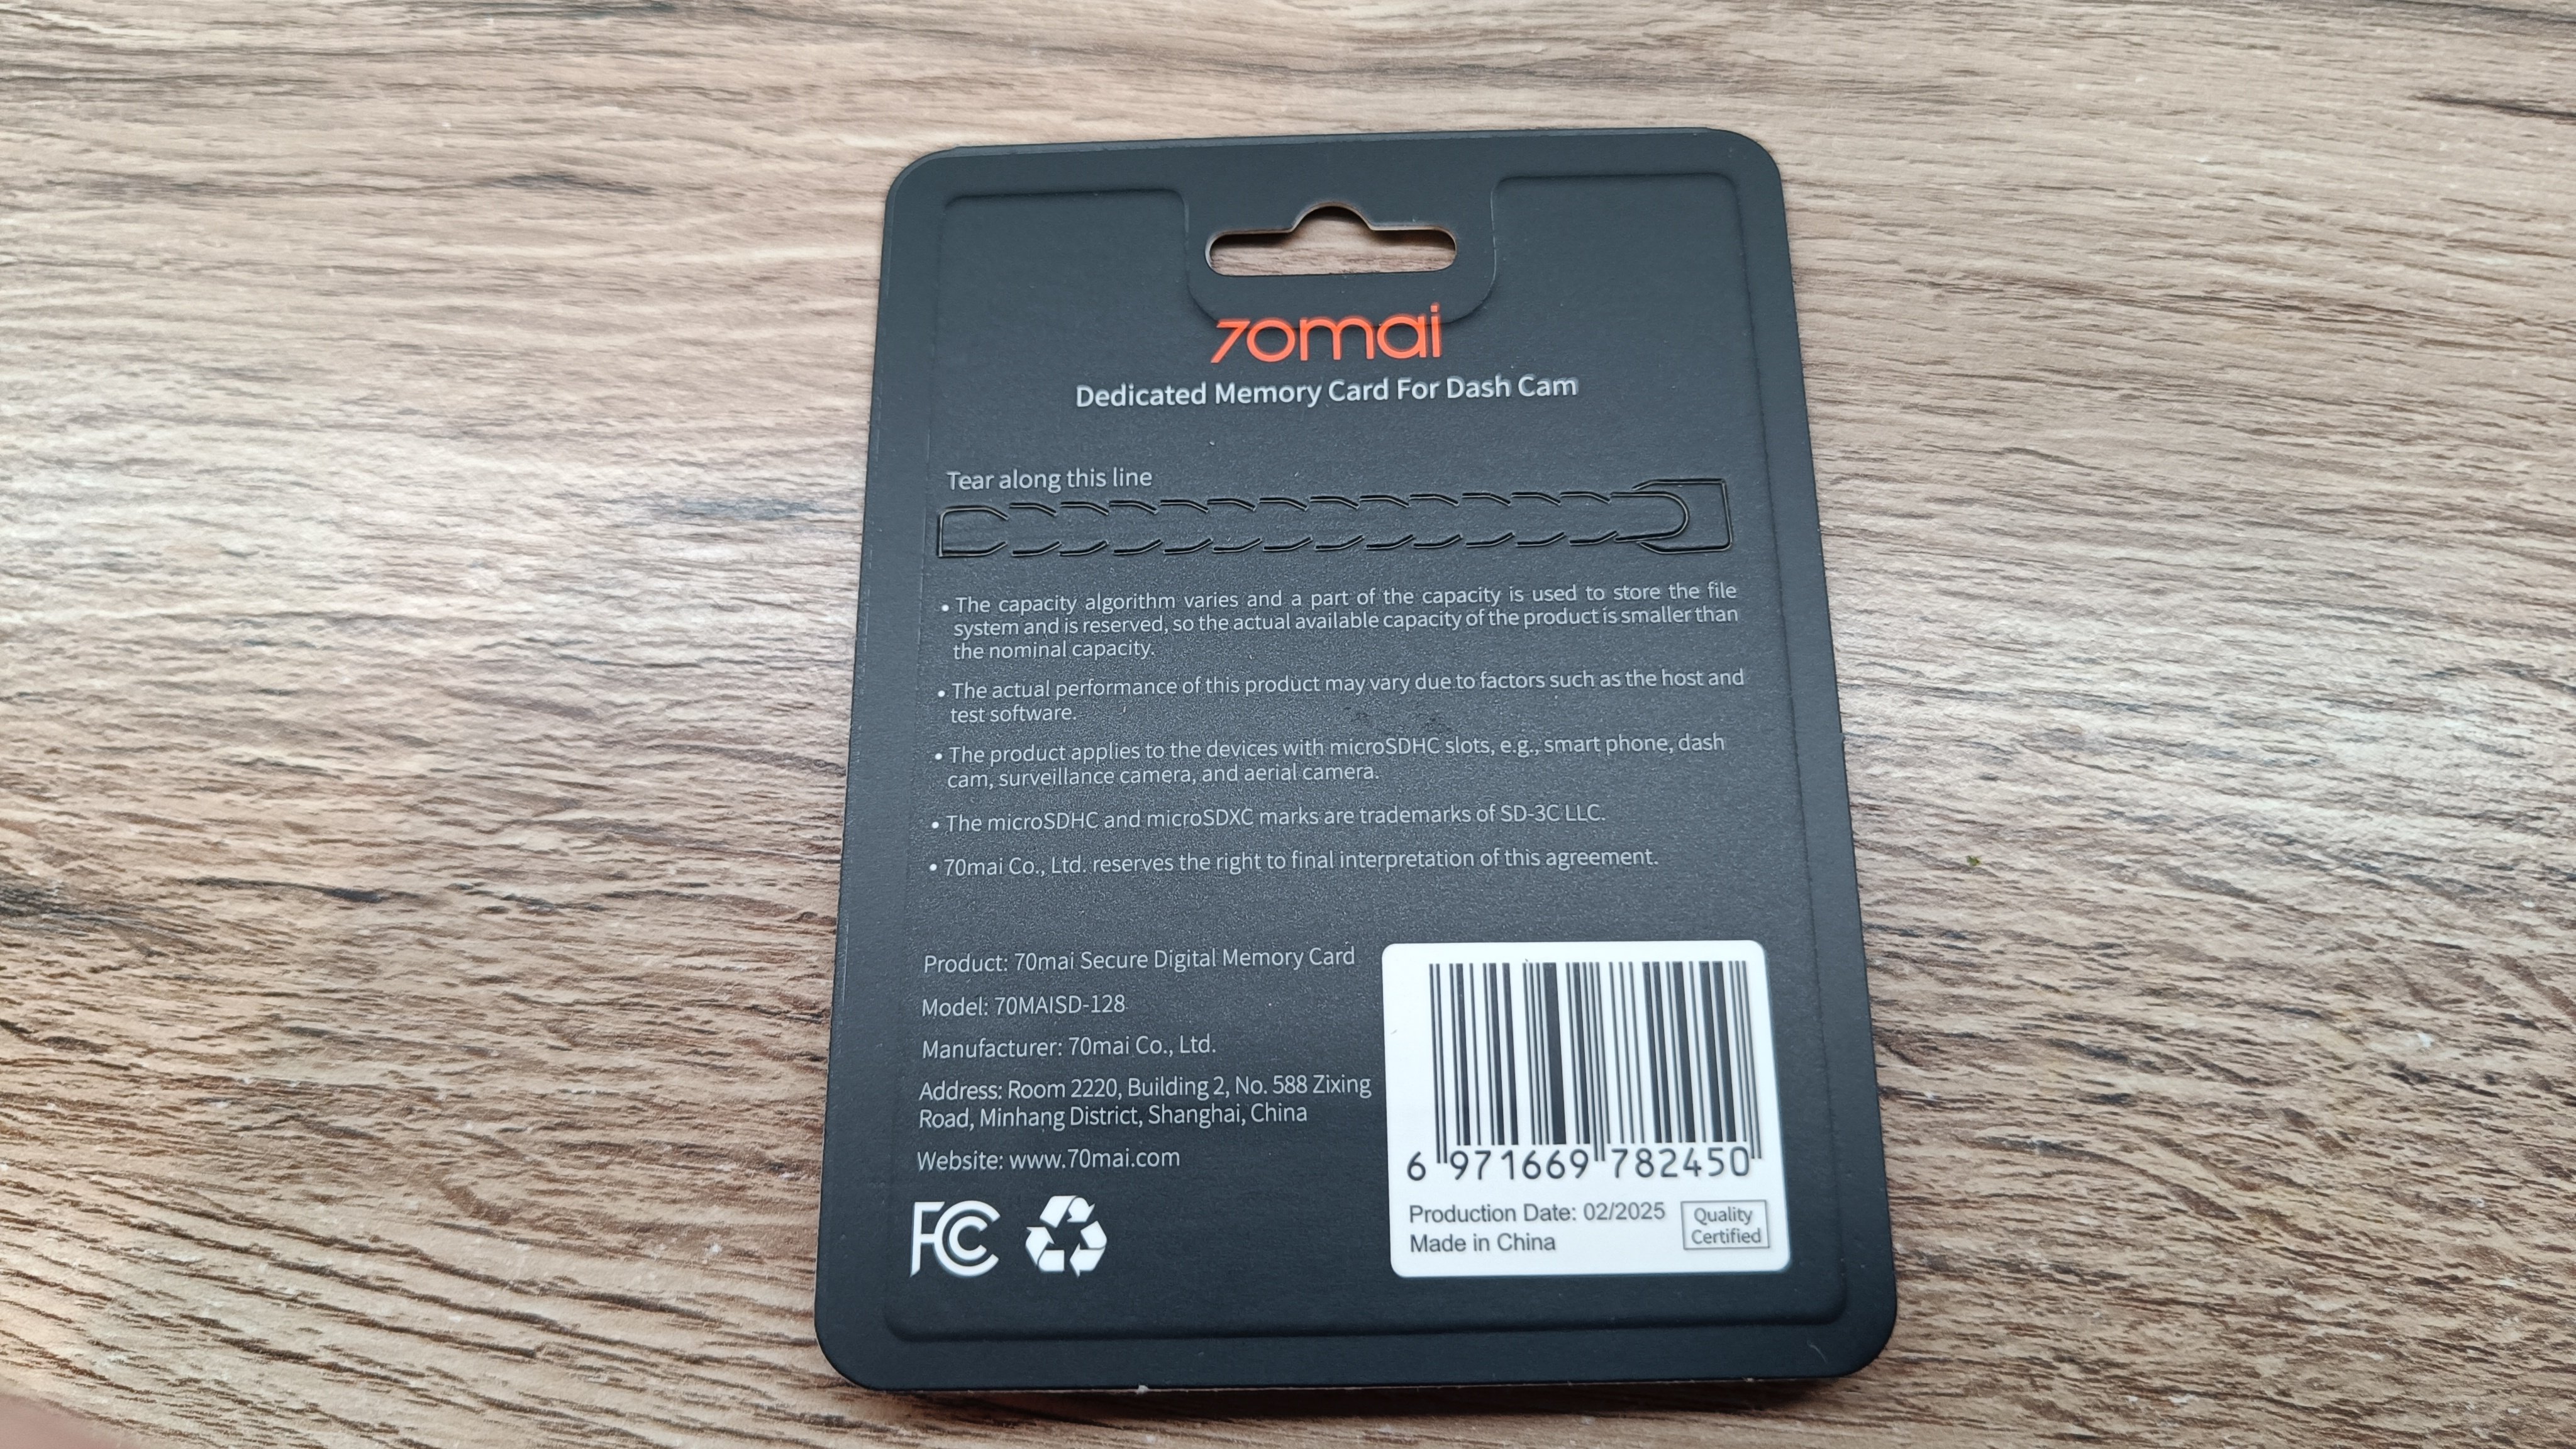 70mai
Dedicated Memory Card For Dash Cam
Tear along this line
• The capacity algorithm varies and a part of the capacity is used to store the file
system and is reserved, so the actual available capacity of the product is smaller than
the nominal capacity.
• The actual performance of this product may vary due to factors such as the host and
test software.
• The product applies to the devices with microSDHC slots, e.g., smart phone, dash
cam, surveillance camera, and aerial camera.
• The microSDHC and microSDXC marks are trademarks of SD-3C LLC.
• 70mai Co., Ltd. reserves the right to final interpretation of this agreement.
Product: 70mai Secure Digital Memory Card
Model: 70MAISD-128
Manufacturer: 70mai Co., Ltd.
Address: Room 2220, Building 2, No. 588 Zixing
Road, Minhang District, Shanghai, China
Website: www.70mai.com
FC
6 971669 782450
Production Date: 02/2025
Made in China
Quality
Certified